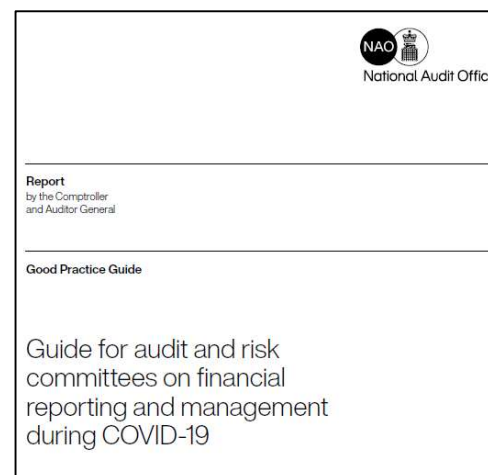 NAO
National Audit Offic
Report
by the Comptroller
and Auditor General
Good Practice Guide
Guide for audit and risk
committees on financial
reporting and management
during COVID-19